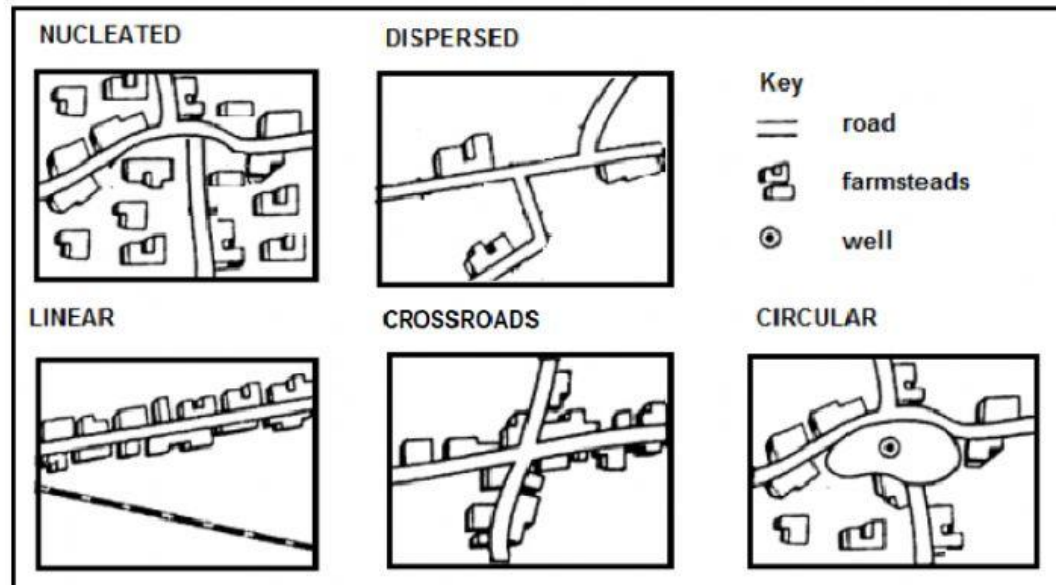 NUCLEATED
DISPERSED
Key
road
farmsteads
well
LINEAR
CROSSROADS
CIRCULAR